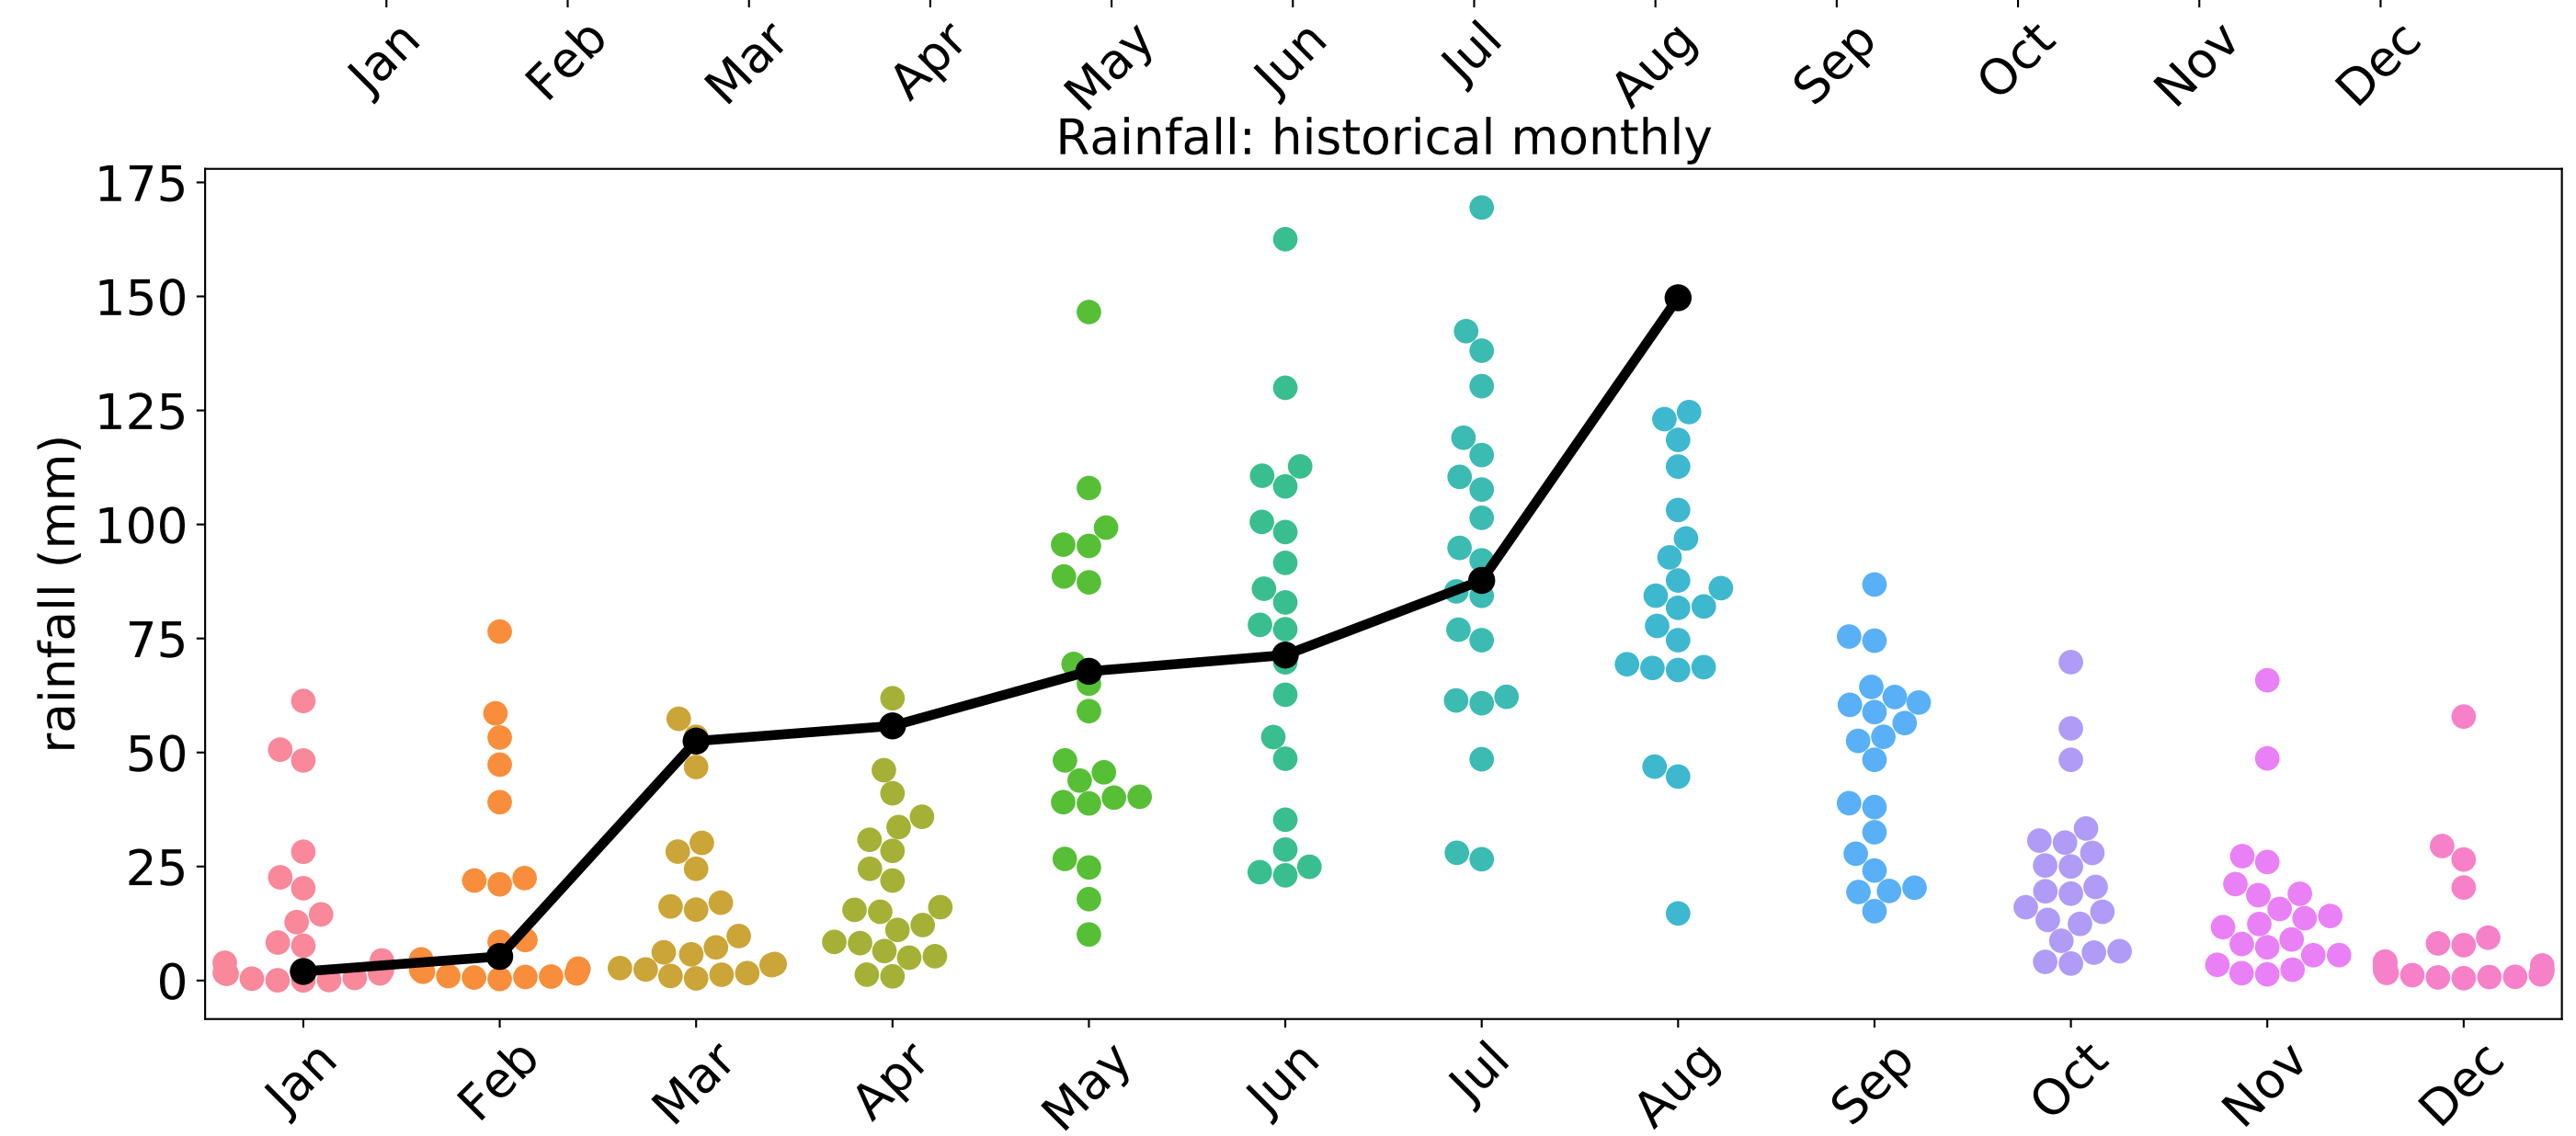 Jan Feb Mar Apr May Jun Jul Aug Sep Oct Nov Dec
Rainfall: historical monthly
175
150
125
100
75
50
25
0
rainfall (mm)
Jan Feb Mar Apr May Jun Jul Aug Sep Oct Nov Dec